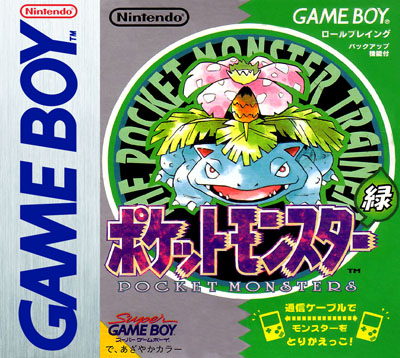 Nintendo
GAME BOY
TM
Nintendo
GAME BOY
ロールプレイング
バックアップ
機能付
THE POCKET MONSTER TRAINER
緑
ポケットモンスター
TM
POCKET MONSTERS
Super
GAME BOY
スーパーゲームボーイ
で、あざやかカラー
通信ケーブルで
モンスターを
とりかえっこ!